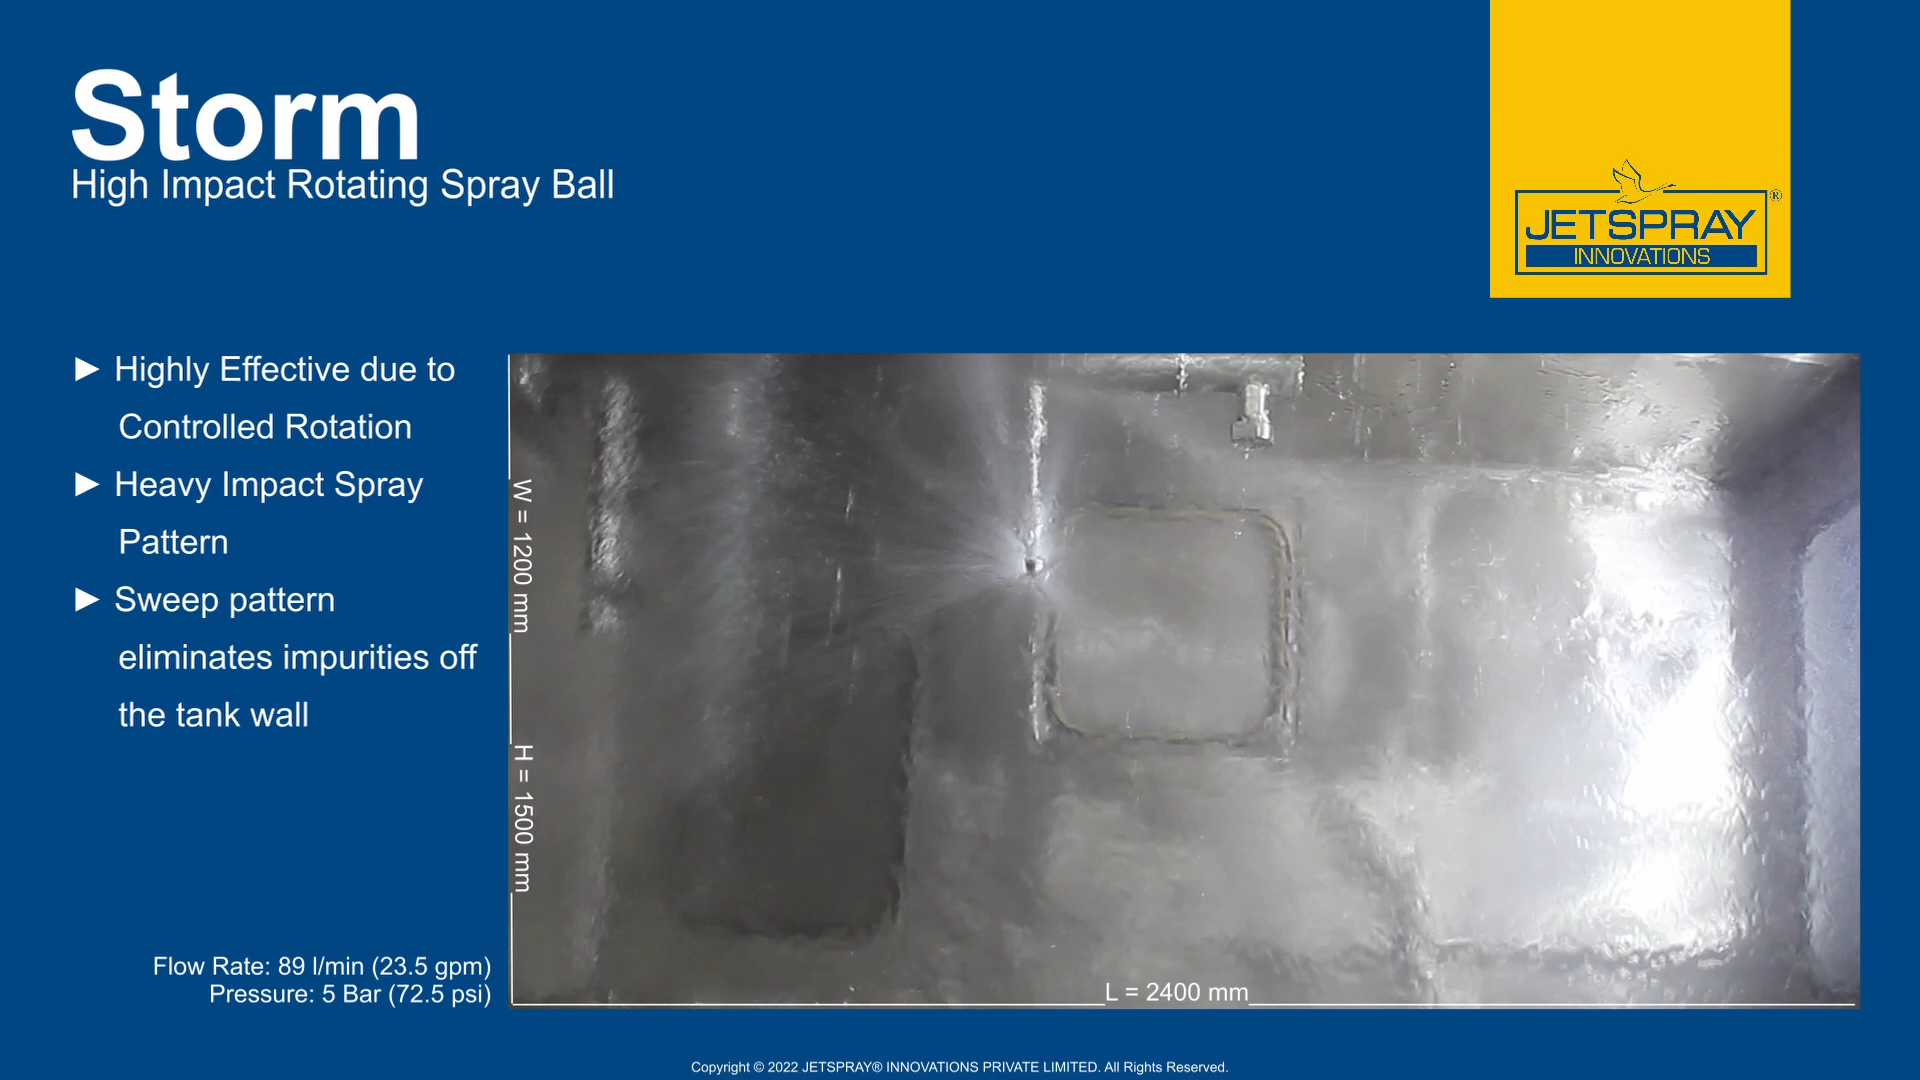 Storm
High Impact Rotating Spray Ball
JETSPRAY®
INNOVATIONS
► Highly Effective due to
Controlled Rotation
► Heavy Impact Spray
Pattern
► Sweep pattern
eliminates impurities off
the tank wall
W = 1200 mm
H = 1500 mm
L = 2400 mm
Flow Rate: 89 l/min (23.5 gpm)
Pressure: 5 Bar (72.5 psi)
Copyright © 2022 JETSPRAY® INNOVATIONS PRIVATE LIMITED. All Rights Reserved.